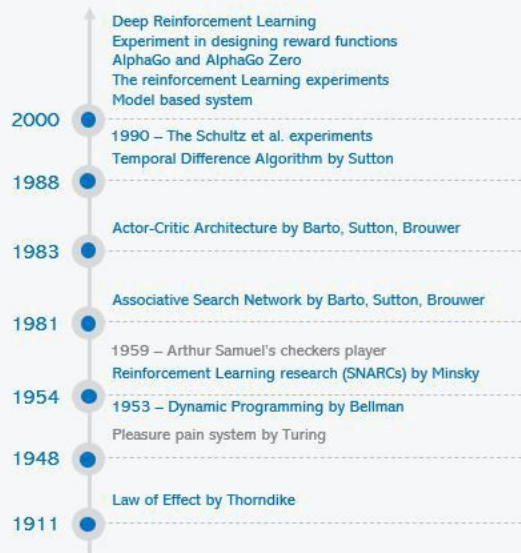 Deep Reinforcement Learning
Experiment in designing reward functions
AlphaGo and AlphaGo Zero
The reinforcement Learning experiments
Model based system
2000
1990 – The Schultz et al. experiments
Temporal Difference Algorithm by Sutton
1988
Actor-Critic Architecture by Barto, Sutton, Brouwer
1983
Associative Search Network by Barto, Sutton, Brouwer
1981
1959 – Arthur Samuel's checkers player
Reinforcement Learning research (SNARCs) by Minsky
1954
1953 – Dynamic Programming by Bellman
Pleasure pain system by Turing
1948
Law of Effect by Thorndike
1911